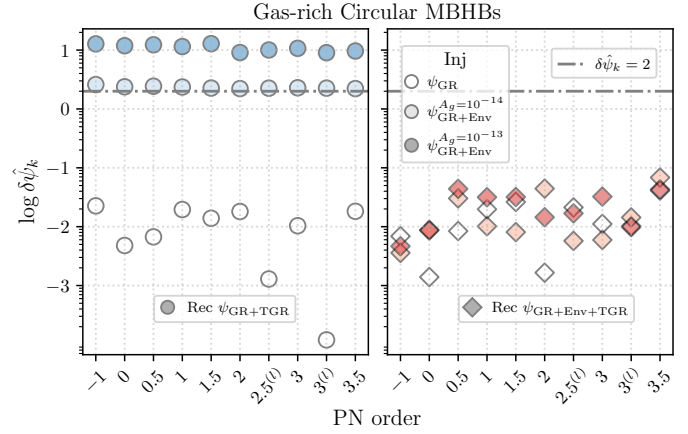 Gas-rich Circular MBHBs
log δψ̂ₖ
1
0
−1
−2
−3
Rec ψ_GR+TGR
−1
0
0.5
1
1.5
2
2.5⁽ˡ⁾
3
3⁽ˡ⁾
3.5
Inj
ψ_GR
ψ_GR+Env^A_g=10⁻¹⁴
ψ_GR+Env^A_g=10⁻¹³
δψ̂ₖ = 2
Rec ψ_GR+Env+TGR
−1
0
0.5
1
1.5
2
2.5⁽ˡ⁾
3
3⁽ˡ⁾
3.5
PN order